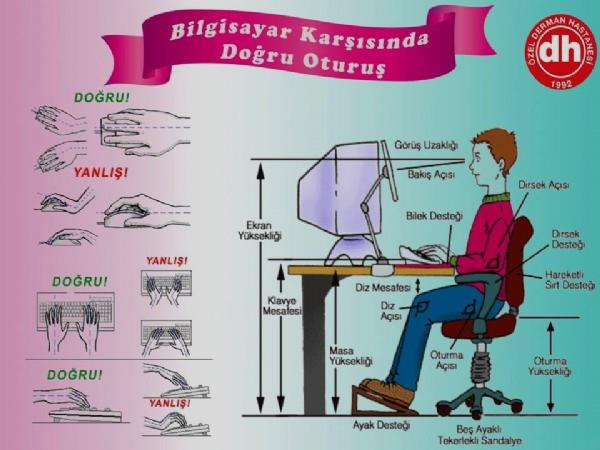 Bilgisayar Karşısında
Doğru Oturuş
ÖZEL DERMAN HASTANESİ
dh
1992
DOĞRU!
YANLIŞ!
DOĞRU!
YANLIŞ!
DOĞRU!
YANLIŞ!
Görüş Uzaklığı
Bakış Açısı
Dirsek Açısı
Bilek Desteği
Ekran
Yüksekliği
Dirsek
Desteği
Hareketli
Sırt Desteği
Diz Mesafesi
Klavye
Mesafesi
Diz
Açısı
Masa
Yüksekliği
Oturma
Açısı
Oturma
Yüksekliği
Ayak Desteği
Beş Ayaklı
Tekerlekli Sandalye